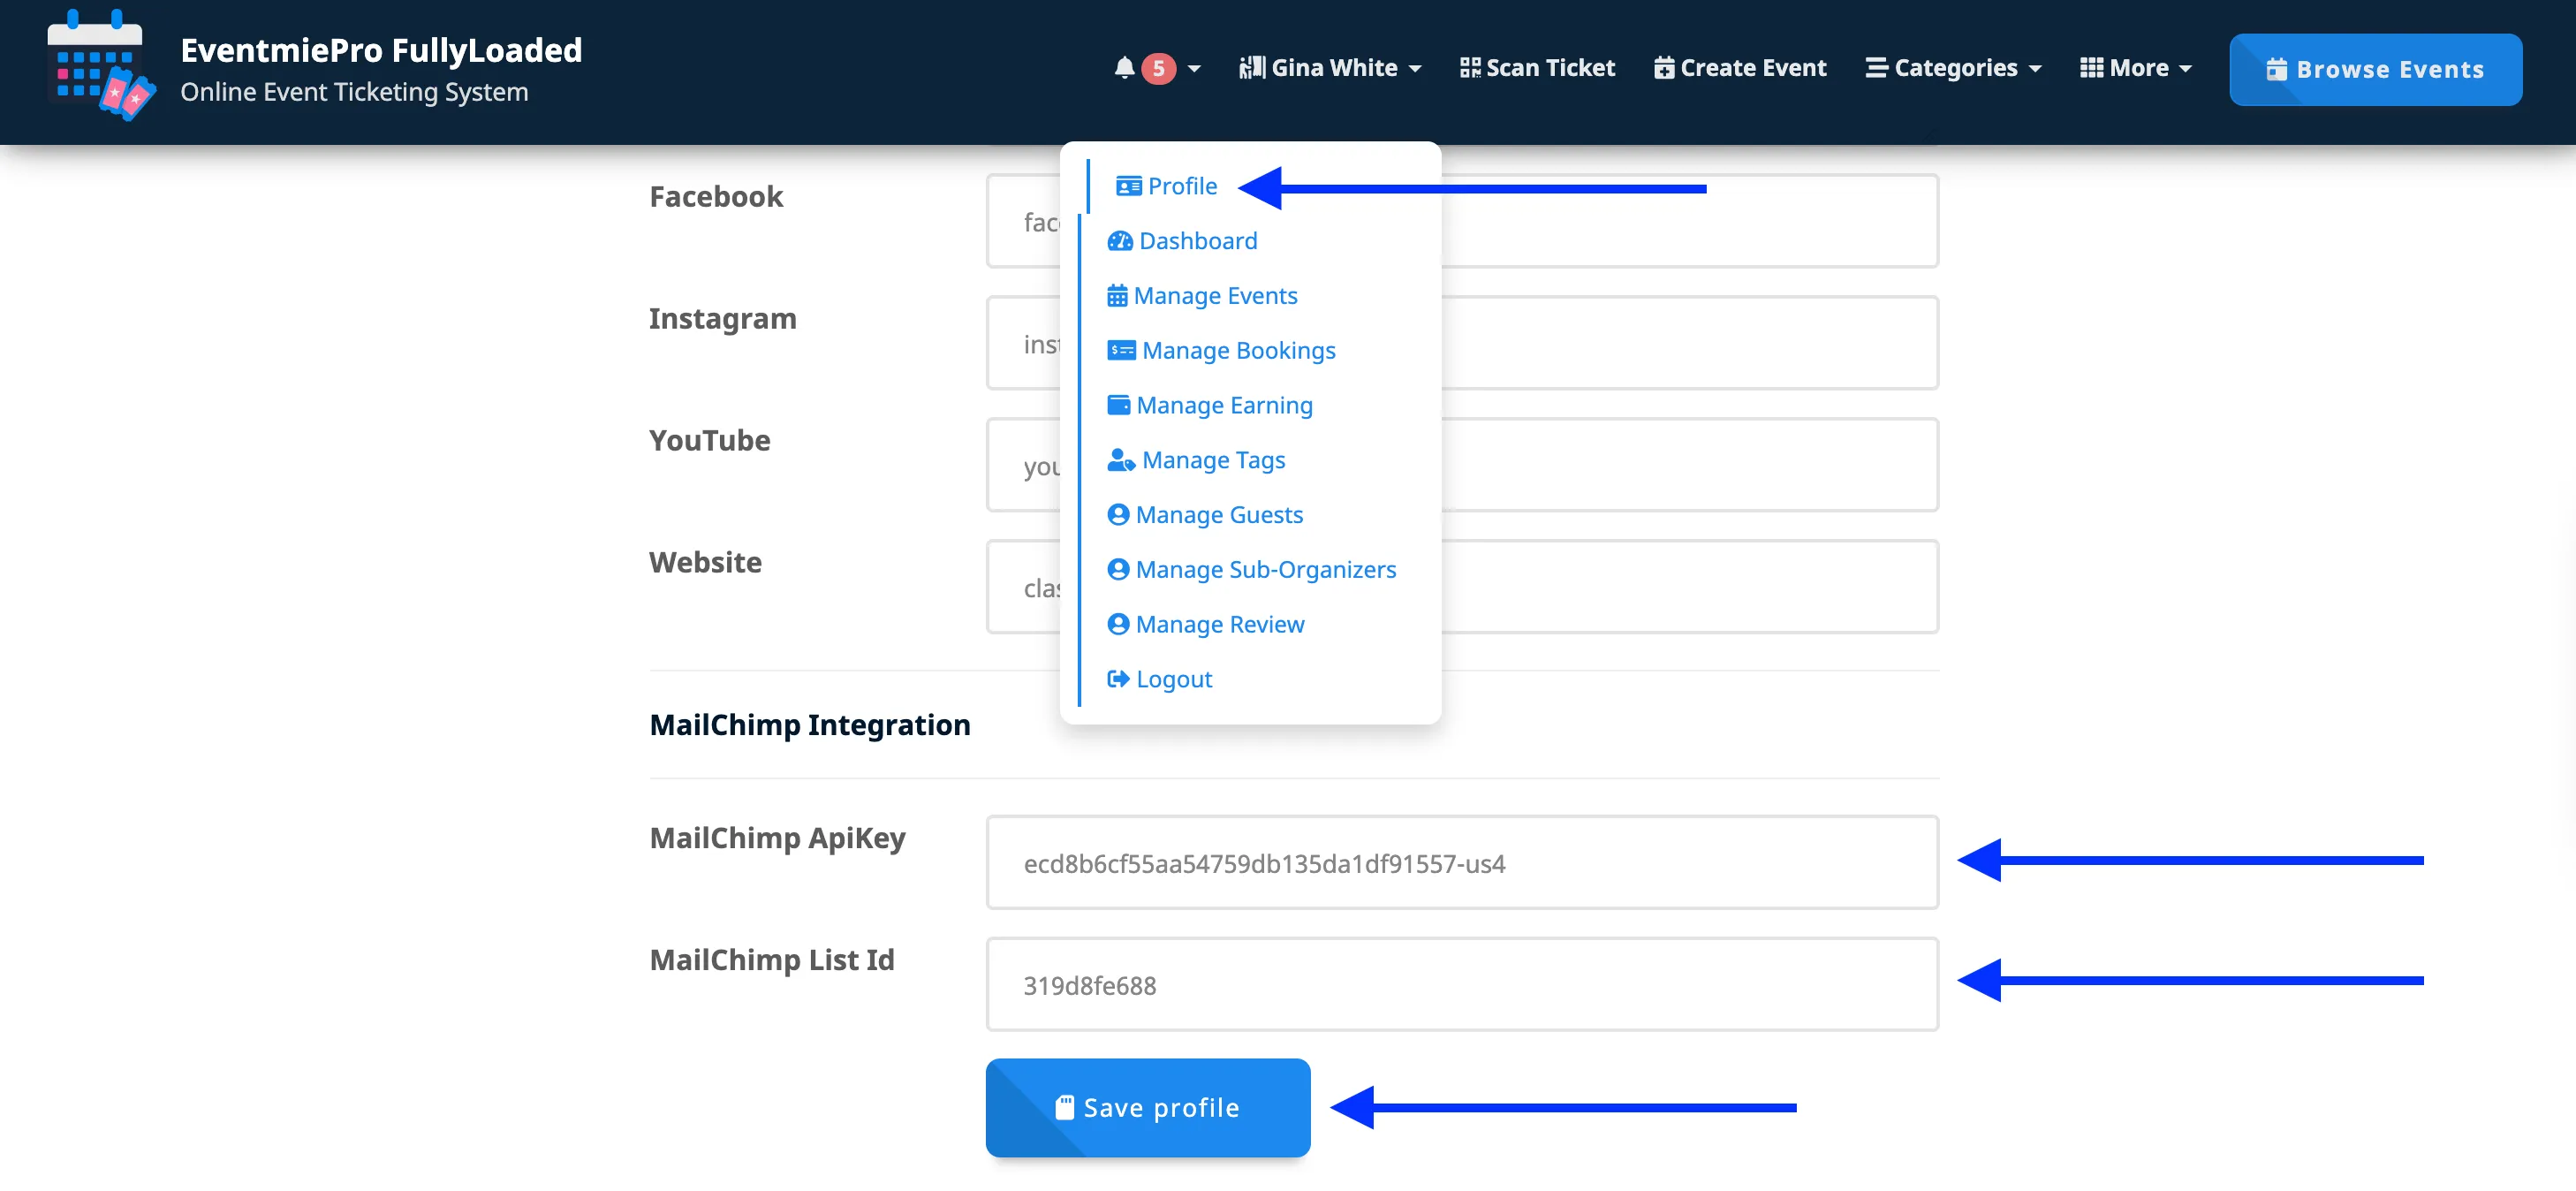 EventmiePro FullyLoaded
Online Event Ticketing System
5
Gina White
Scan Ticket
Create Event
Categories
More
Browse Events
Profile
Dashboard
Manage Events
Manage Bookings
Manage Earning
Manage Tags
Manage Guests
Manage Sub-Organizers
Manage Review
Logout
Facebook
fac
Instagram
inst
YouTube
you
Website
clas
MailChimp Integration
MailChimp ApiKey
ecd8b6cf55aa54759db135da1df91557-us4
MailChimp List Id
319d8fe688
Save profile